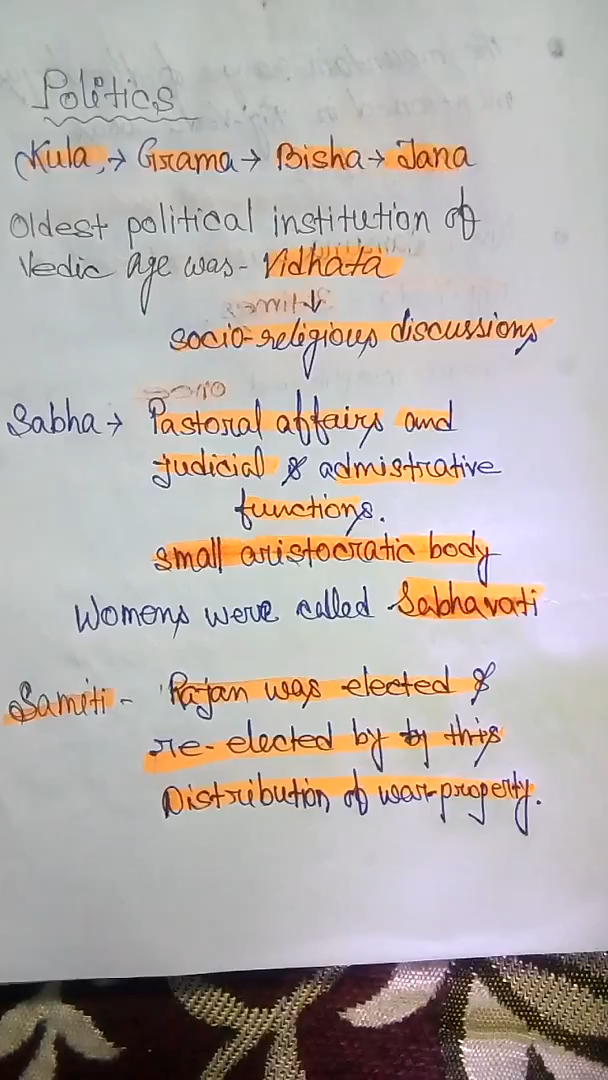 Politics
Kula, → Grama → Bisha → Jana
Oldest political institution of
Vedic age was - Vidhata
↓
socio-religious discussions
Sabha → Pastoral affairs and
judicial & admistrative
functions.
small aristocratic body
Womens were called Sabhavati
Samiti - Rajan was elected &
re-elected by by this
Distribution of war-property.